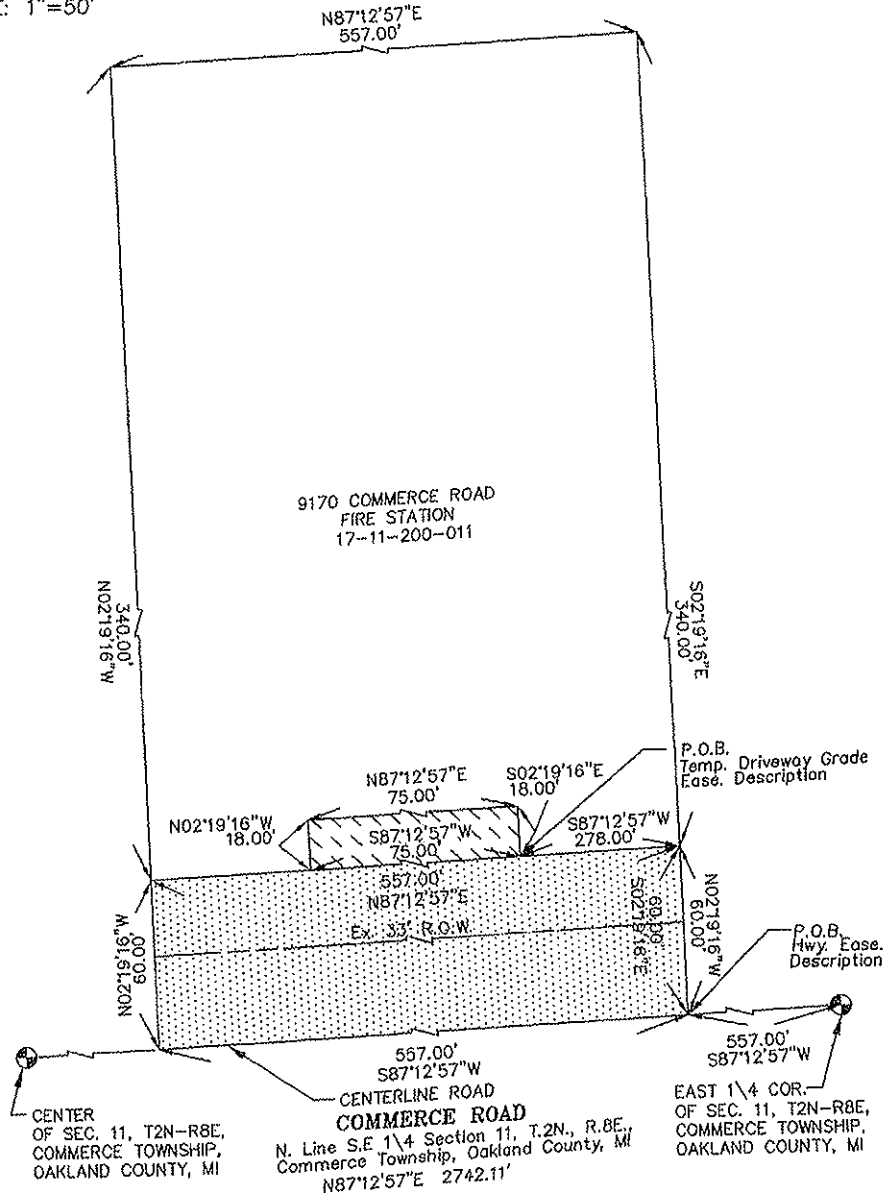 : 1"=50'
N87°12'57"E
557.00'
9170 COMMERCE ROAD
FIRE STATION
17-11-200-011
N02°19'16"W
340.00'
S02°19'16"E
340.00'
P.O.B.
Temp. Driveway Grade
Ease. Description
N87°12'57"E
75.00'
S02°19'16"E
18.00'
N02°19'16"W
18.00'
S87°12'57"W
75.00'
S87°12'57"W
278.00'
557.00'
N87°12'57"E
Ex. 33' R.O.W
N02°19'16"W
60.00
S02°19'16"E
60.00'
N02°19'16"W
60.00'
P.O.B.
Hwy. Ease.
Description
557.00'
S87°12'57"W
557.00'
S87°12'57"W
CENTERLINE ROAD
CENTER
OF SEC. 11, T2N-R8E,
COMMERCE TOWNSHIP,
OAKLAND COUNTY, MI
COMMERCE ROAD
N. Line S.E 1\4 Section 11, T.2N., R.8E.,
Commerce Township, Oakland County, MI
N87°12'57"E 2742.11'
EAST 1\4 COR.
OF SEC. 11, T2N-R8E,
COMMERCE TOWNSHIP,
OAKLAND COUNTY, MI